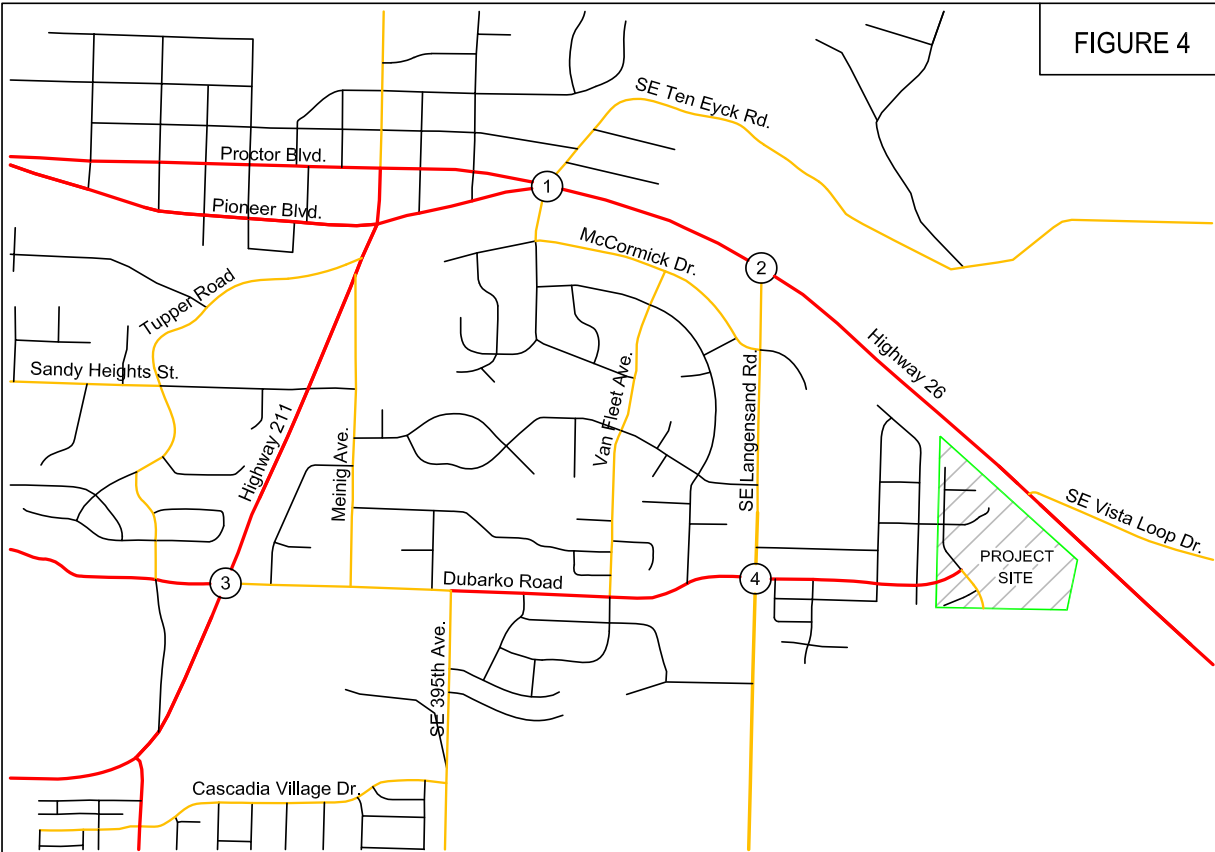 FIGURE 4
SE Ten Eyck Rd.
Proctor Blvd.
1
Pioneer Blvd.
McCormick Dr.
2
Tupper Road
Highway 26
Sandy Heights St.
Van Fleet Ave.
SE Langensand Rd.
Highway 211
Meinig Ave.
SE Vista Loop Dr.
PROJECT
SITE
3
Dubarko Road
4
SE 395th Ave.
Cascadia Village Dr.